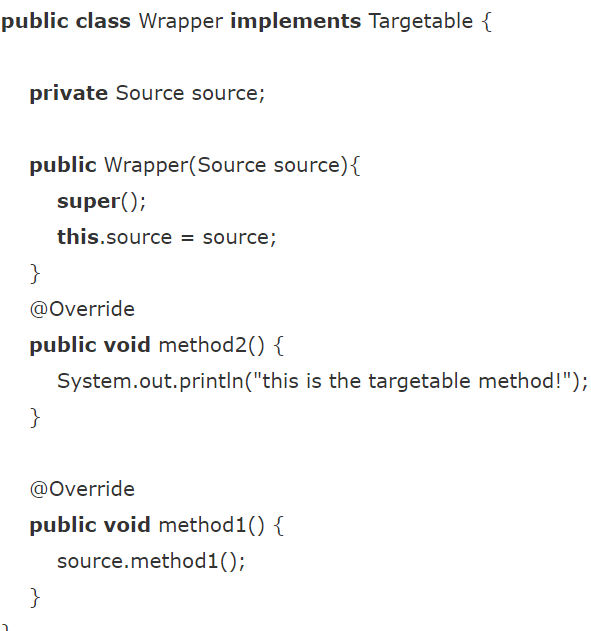 public class Wrapper implements Targetable {
private Source source;
public Wrapper(Source source){
super();
this.source = source;
}
@Override
public void method2() {
System.out.println("this is the targetable method!");
}
@Override
public void method1() {
source.method1();
}
}